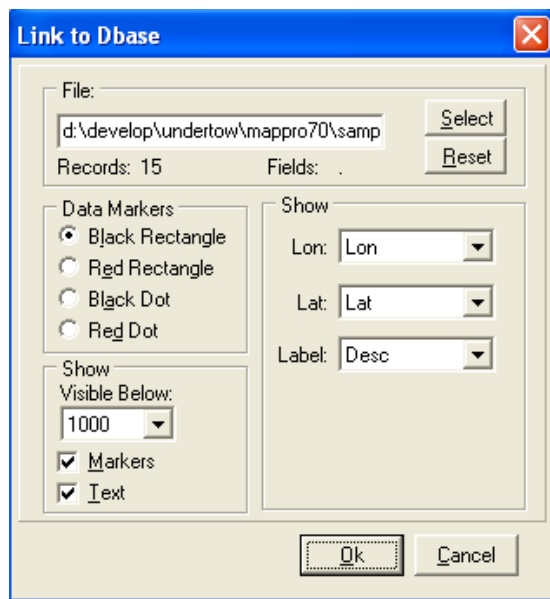 Link to Dbase
File:
d:\develop\undertow\mappro70\samp
Select
Reset
Records: 15
Fields: .
Data Markers
Black Rectangle
Red Rectangle
Black Dot
Red Dot
Show
Lon: Lon
Lat: Lat
Label: Desc
Show
Visible Below:
1000
Markers
Text
Ok
Cancel